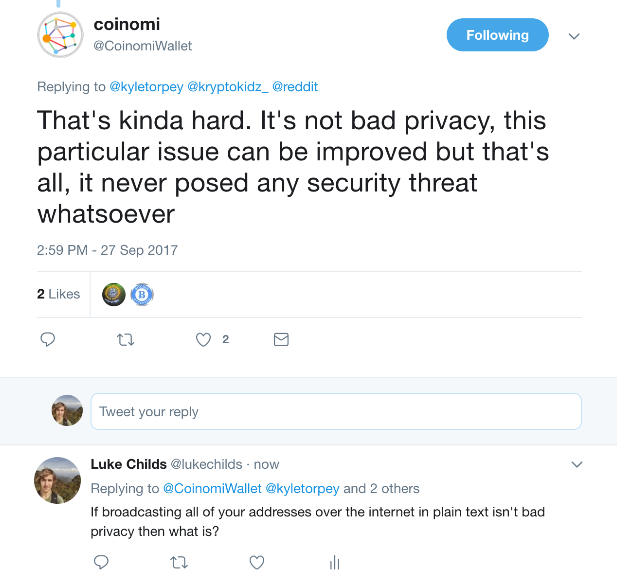 coinomi
@CoinomiWallet
Following
Replying to @kyletorpey @kryptokidz_ @reddit
That's kinda hard. It's not bad privacy, this
particular issue can be improved but that's
all, it never posed any security threat
whatsoever
2:59 PM - 27 Sep 2017
2 Likes
2
Tweet your reply
Luke Childs @lukechilds · now
Replying to @CoinomiWallet @kyletorpey and 2 others
If broadcasting all of your addresses over the internet in plain text isn't bad
privacy then what is?